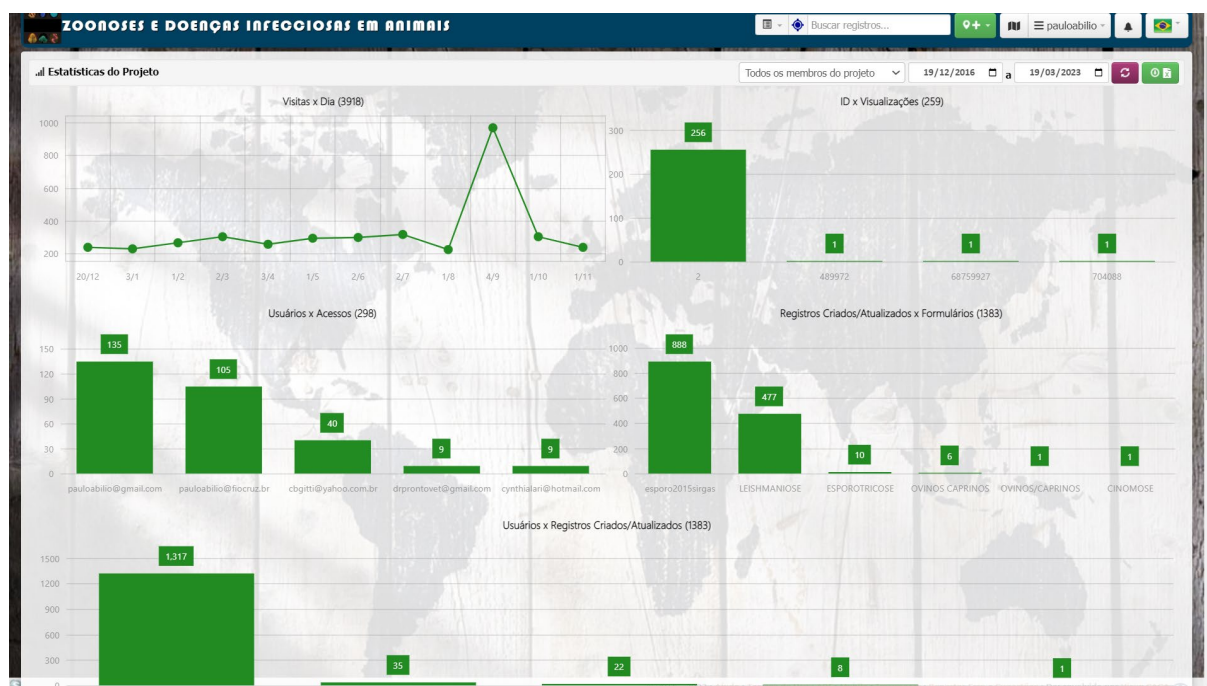 ZOONOSES E DOENÇAS INFECCIOSAS EM ANIMAIS
Buscar registros...
pauloabilio
Estatísticas do Projeto
Todos os membros do projeto
19/12/2016 a 19/03/2023
Visitas x Dia (3918)
1000
800
600
400
200
20/12 3/1 1/2 2/3 3/4 1/5 2/6 2/7 1/8 4/9 1/10 1/11
ID x Visualizações (259)
300
200
100
0
256 1 1 1
2 489972 68759927 704088
Usuários x Acessos (298)
150
120
90
60
30
0
135 105 40 9 9
pauloabilio@gmail.com pauloabilio@fiocruz.br cbgitti@yahoo.com.br drprontovet@gmail.com cynthialari@hotmail.com
Registros Criados/Atualizados x Formulários (1383)
1000
800
600
400
200
0
888 477 10 6 1 1
esporo2015sirgas LEISHMANIOSE ESPOROTRICOSE OVINOS CAPRINOS OVINOS/CAPRINOS CINOMOSE
Usuários x Registros Criados/Atualizados (1383)
1500
1200
900
600
300
0
1,317 35 22 8 1